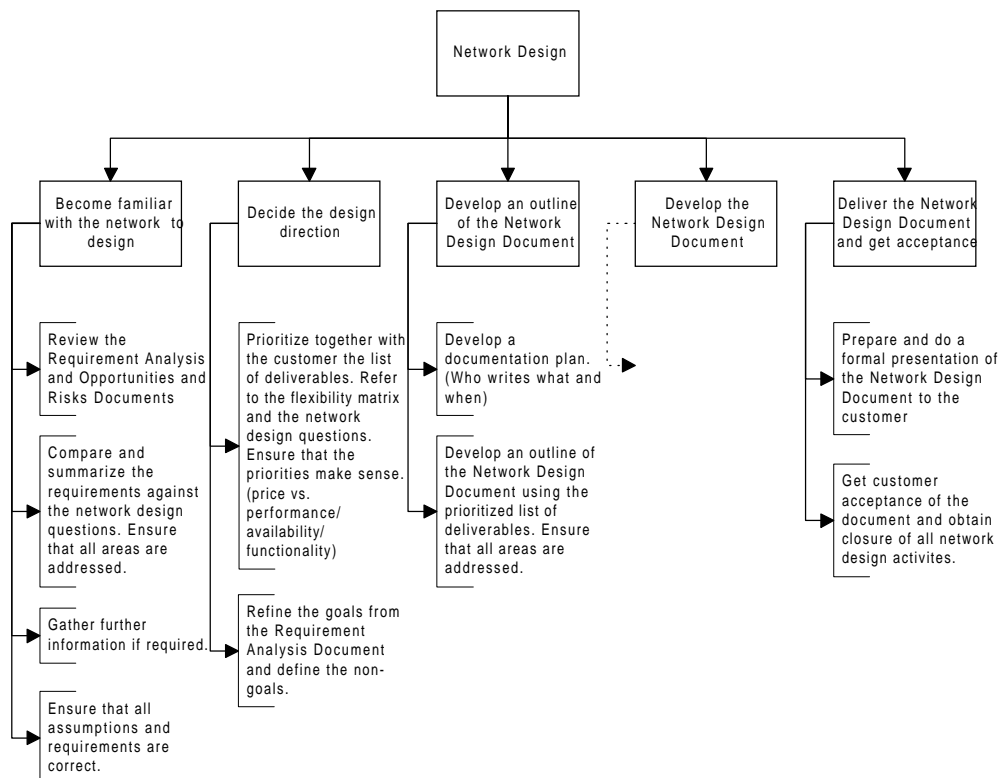 Network Design
Become familiar
with the network to
design
Decide the design
direction
Develop an outline
of the Network
Design Document
Develop the
Network Design
Document
Deliver the Network
Design Document
and get acceptance
Review the
Requirement Analysis
and Opportunities and
Risks Documents
Compare and
summarize the
requirements against
the network design
questions. Ensure
that all areas are
addressed.
Gather further
information if required.
Ensure that all
assumptions and
requirements are
correct.
Prioritize together with
the customer the list
of deliverables. Refer
to the flexibility matrix
and the network
design questions.
Ensure that the
priorities make sense.
(price vs.
performance/
availability/
functionality)
Refine the goals from
the Requirement
Analysis Document
and define the non-
goals.
Develop a
documentation plan.
(Who writes what and
when)
Develop an outline of
the Network Design
Document using the
prioritized list of
deliverables. Ensure
that all areas are
addressed.
Prepare and do a
formal presentation of
the Network Design
Document to the
customer
Get customer
acceptance of the
document and obtain
closure of all network
design activites.